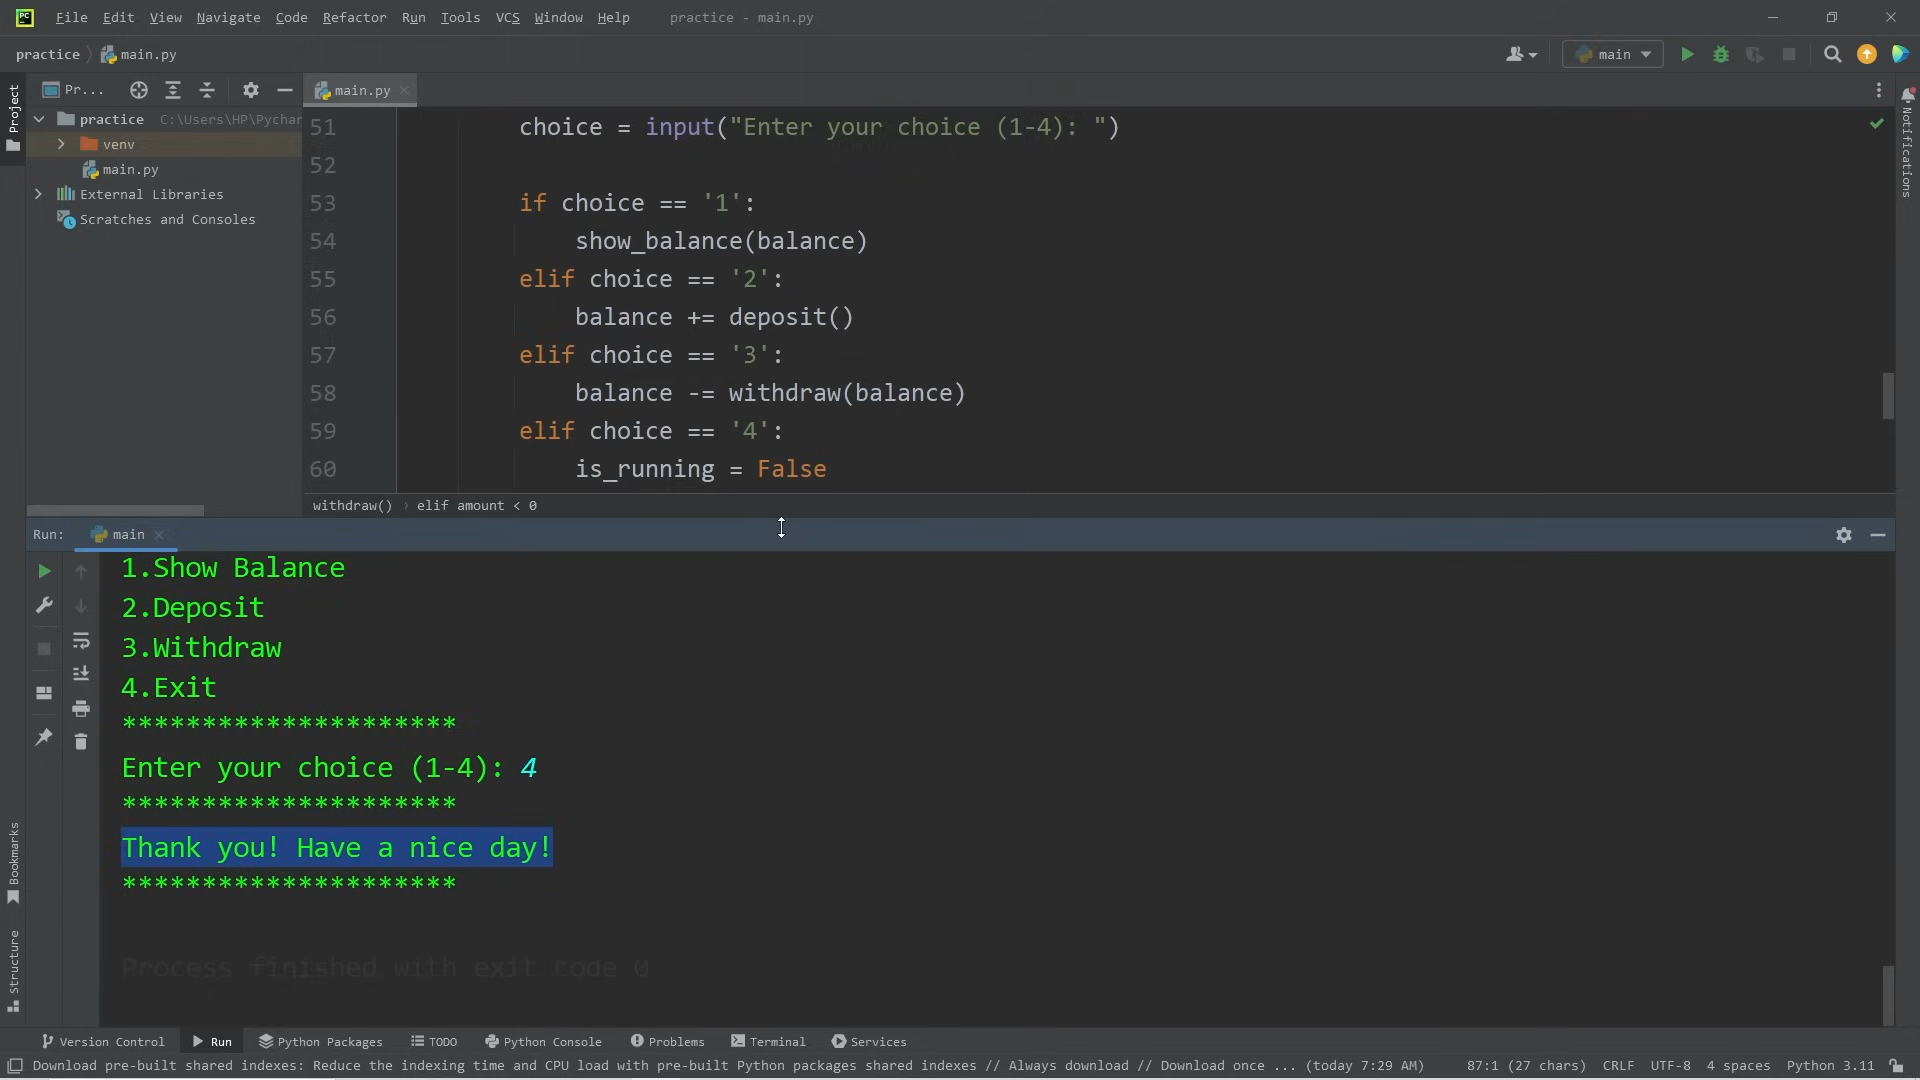 PC File Edit View Navigate Code Refactor Run Tools VCS Window Help practice - main.py
practice main.py main
Project Pr... main.py
practice C:\Users\HP\Pychar
venv
main.py
External Libraries
Scratches and Consoles
Notifications
51 choice = input("Enter your choice (1-4): ")
52
53 if choice == '1':
54 show_balance(balance)
55 elif choice == '2':
56 balance += deposit()
57 elif choice == '3':
58 balance -= withdraw(balance)
59 elif choice == '4':
60 is_running = False
withdraw() › elif amount < 0
Run: main
1.Show Balance
2.Deposit
3.Withdraw
4.Exit
*********************
Enter your choice (1-4): 4
*********************
Thank you! Have a nice day!
*********************
Process finished with exit code 0
Bookmarks
Structure
Version Control Run Python Packages TODO Python Console Problems Terminal Services
Download pre-built shared indexes: Reduce the indexing time and CPU load with pre-built Python packages shared indexes // Always download // Download once ... (today 7:29 AM) 87:1 (27 chars) CRLF UTF-8 4 spaces Python 3.11